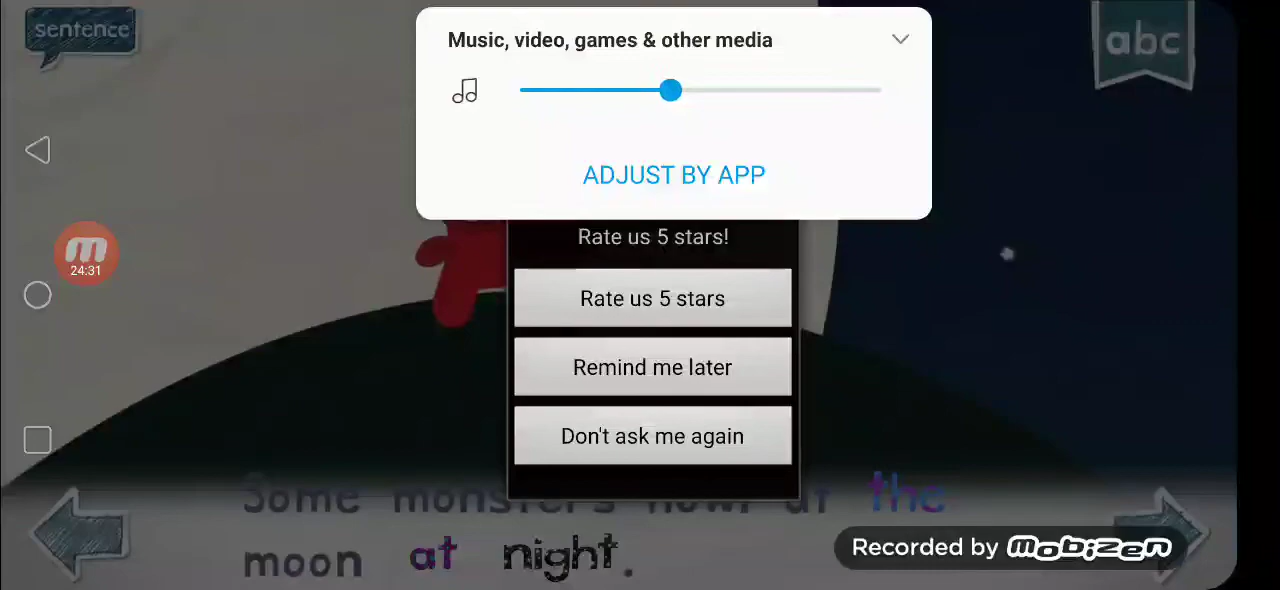 sentence
Music, video, games & other media
abc
ADJUST BY APP
24:31
Rate us 5 stars!
Rate us 5 stars
Remind me later
Don't ask me again
Some monsters howl at the
moon at night.
Recorded by mobizen